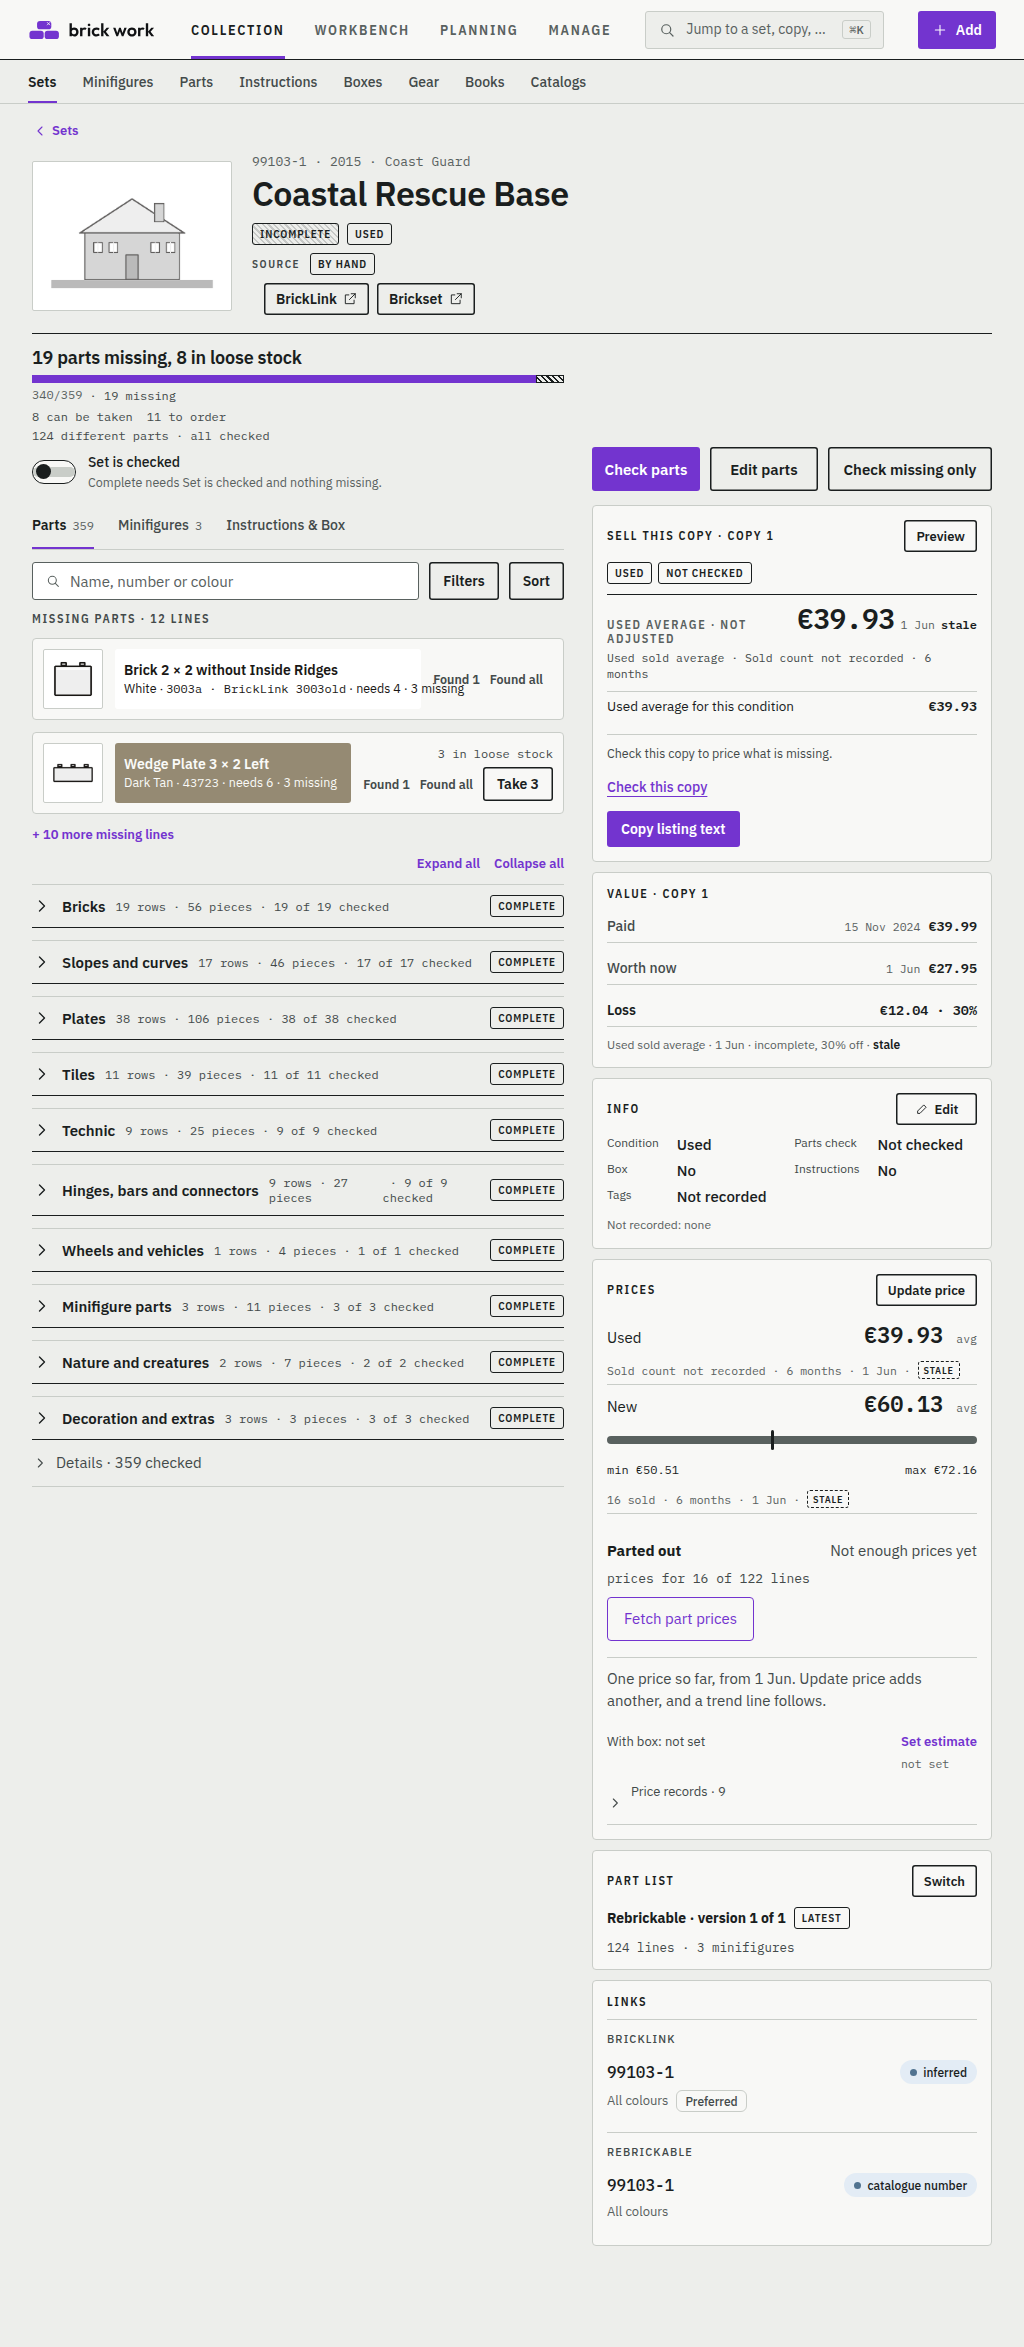 brick work
COLLECTION WORKBENCH PLANNING MANAGE
Jump to a set, copy, ... ⌘K
+ Add
Sets Minifigures Parts Instructions Boxes Gear Books Catalogs
Sets
99103-1 · 2015 · Coast Guard
Coastal Rescue Base
INCOMPLETE USED
SOURCE BY HAND
BrickLink Brickset
19 parts missing, 8 in loose stock
340/359 · 19 missing
8 can be taken 11 to order
124 different parts · all checked
Set is checked
Complete needs Set is checked and nothing missing.
Parts 359 Minifigures 3 Instructions & Box
Name, number or colour
Filters Sort
MISSING PARTS · 12 LINES
Brick 2 × 2 without Inside Ridges
White · 3003a · BrickLink 3003old · needs 4 · 3 missing
Found 1 Found all
Wedge Plate 3 × 2 Left
Dark Tan · 43723 · needs 6 · 3 missing
3 in loose stock
Found 1 Found all Take 3
+ 10 more missing lines
Expand all Collapse all
Bricks 19 rows · 56 pieces · 19 of 19 checked COMPLETE
Slopes and curves 17 rows · 46 pieces · 17 of 17 checked COMPLETE
Plates 38 rows · 106 pieces · 38 of 38 checked COMPLETE
Tiles 11 rows · 39 pieces · 11 of 11 checked COMPLETE
Technic 9 rows · 25 pieces · 9 of 9 checked COMPLETE
Hinges, bars and connectors 9 rows · 27 pieces · 9 of 9 checked COMPLETE
Wheels and vehicles 1 rows · 4 pieces · 1 of 1 checked COMPLETE
Minifigure parts 3 rows · 11 pieces · 3 of 3 checked COMPLETE
Nature and creatures 2 rows · 7 pieces · 2 of 2 checked COMPLETE
Decoration and extras 3 rows · 3 pieces · 3 of 3 checked COMPLETE
Details · 359 checked
Check parts Edit parts Check missing only
SELL THIS COPY · COPY 1 Preview
USED NOT CHECKED
USED AVERAGE · NOT
ADJUSTED
€39.93 1 Jun stale
Used sold average · Sold count not recorded · 6
months
Used average for this condition €39.93
Check this copy to price what is missing.
Check this copy
Copy listing text
VALUE · COPY 1
Paid 15 Nov 2024 €39.99
Worth now 1 Jun €27.95
Loss €12.04 · 30%
Used sold average · 1 Jun · incomplete, 30% off · stale
INFO Edit
Condition Used Parts check Not checked
Box No Instructions No
Tags Not recorded
Not recorded: none
PRICES Update price
Used €39.93 avg
Sold count not recorded · 6 months · 1 Jun · STALE
New €60.13 avg
min €50.51 max €72.16
16 sold · 6 months · 1 Jun · STALE
Parted out Not enough prices yet
prices for 16 of 122 lines
Fetch part prices
One price so far, from 1 Jun. Update price adds
another, and a trend line follows.
With box: not set Set estimate
not set
Price records · 9
PART LIST Switch
Rebrickable · version 1 of 1 LATEST
124 lines · 3 minifigures
LINKS
BRICKLINK
99103-1 inferred
All colours Preferred
REBRICKABLE
99103-1 catalogue number
All colours